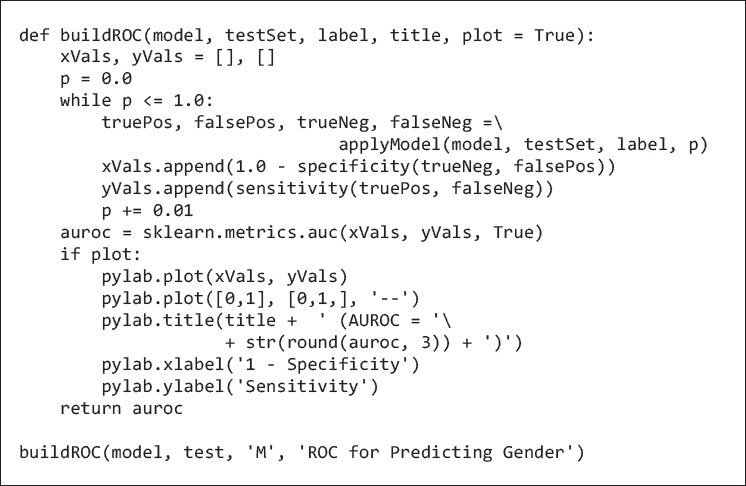 def buildROC(model, testSet, label, title, plot = True):
    xVals, yVals = [], []
    p = 0.0
    while p <= 1.0:
        truePos, falsePos, trueNeg, falseNeg =\
                               applyModel(model, testSet, label, p)
        xVals.append(1.0 - specificity(trueNeg, falsePos))
        yVals.append(sensitivity(truePos, falseNeg))
        p += 0.01
    auroc = sklearn.metrics.auc(xVals, yVals, True)
    if plot:
        pylab.plot(xVals, yVals)
        pylab.plot([0,1], [0,1,], '--')
        pylab.title(title +  ' (AUROC = '\
                    + str(round(auroc, 3)) + ')')
        pylab.xlabel('1 - Specificity')
        pylab.ylabel('Sensitivity')
    return auroc

buildROC(model, test, 'M', 'ROC for Predicting Gender')